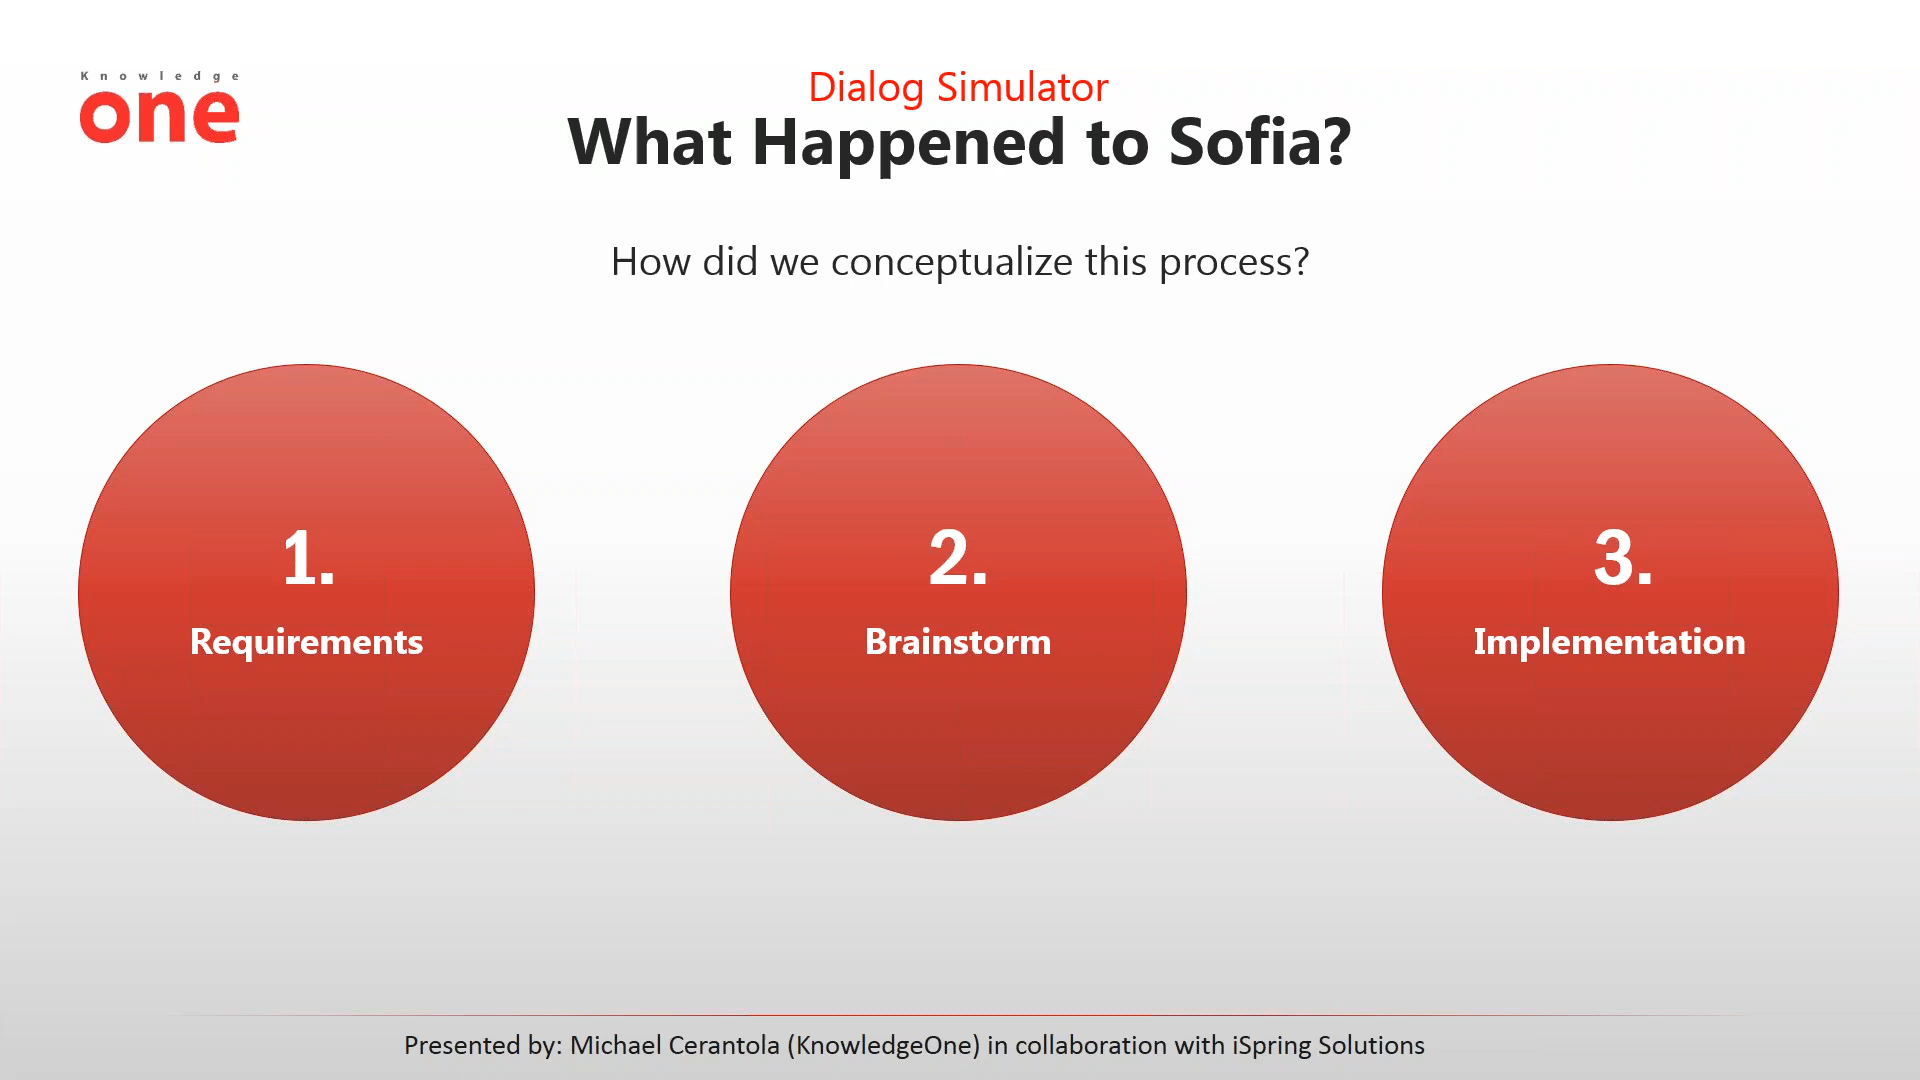 Knowledge
one
Dialog Simulator
What Happened to Sofia?
How did we conceptualize this process?
1.
Requirements
2.
Brainstorm
3.
Implementation
Presented by: Michael Cerantola (KnowledgeOne) in collaboration with iSpring Solutions